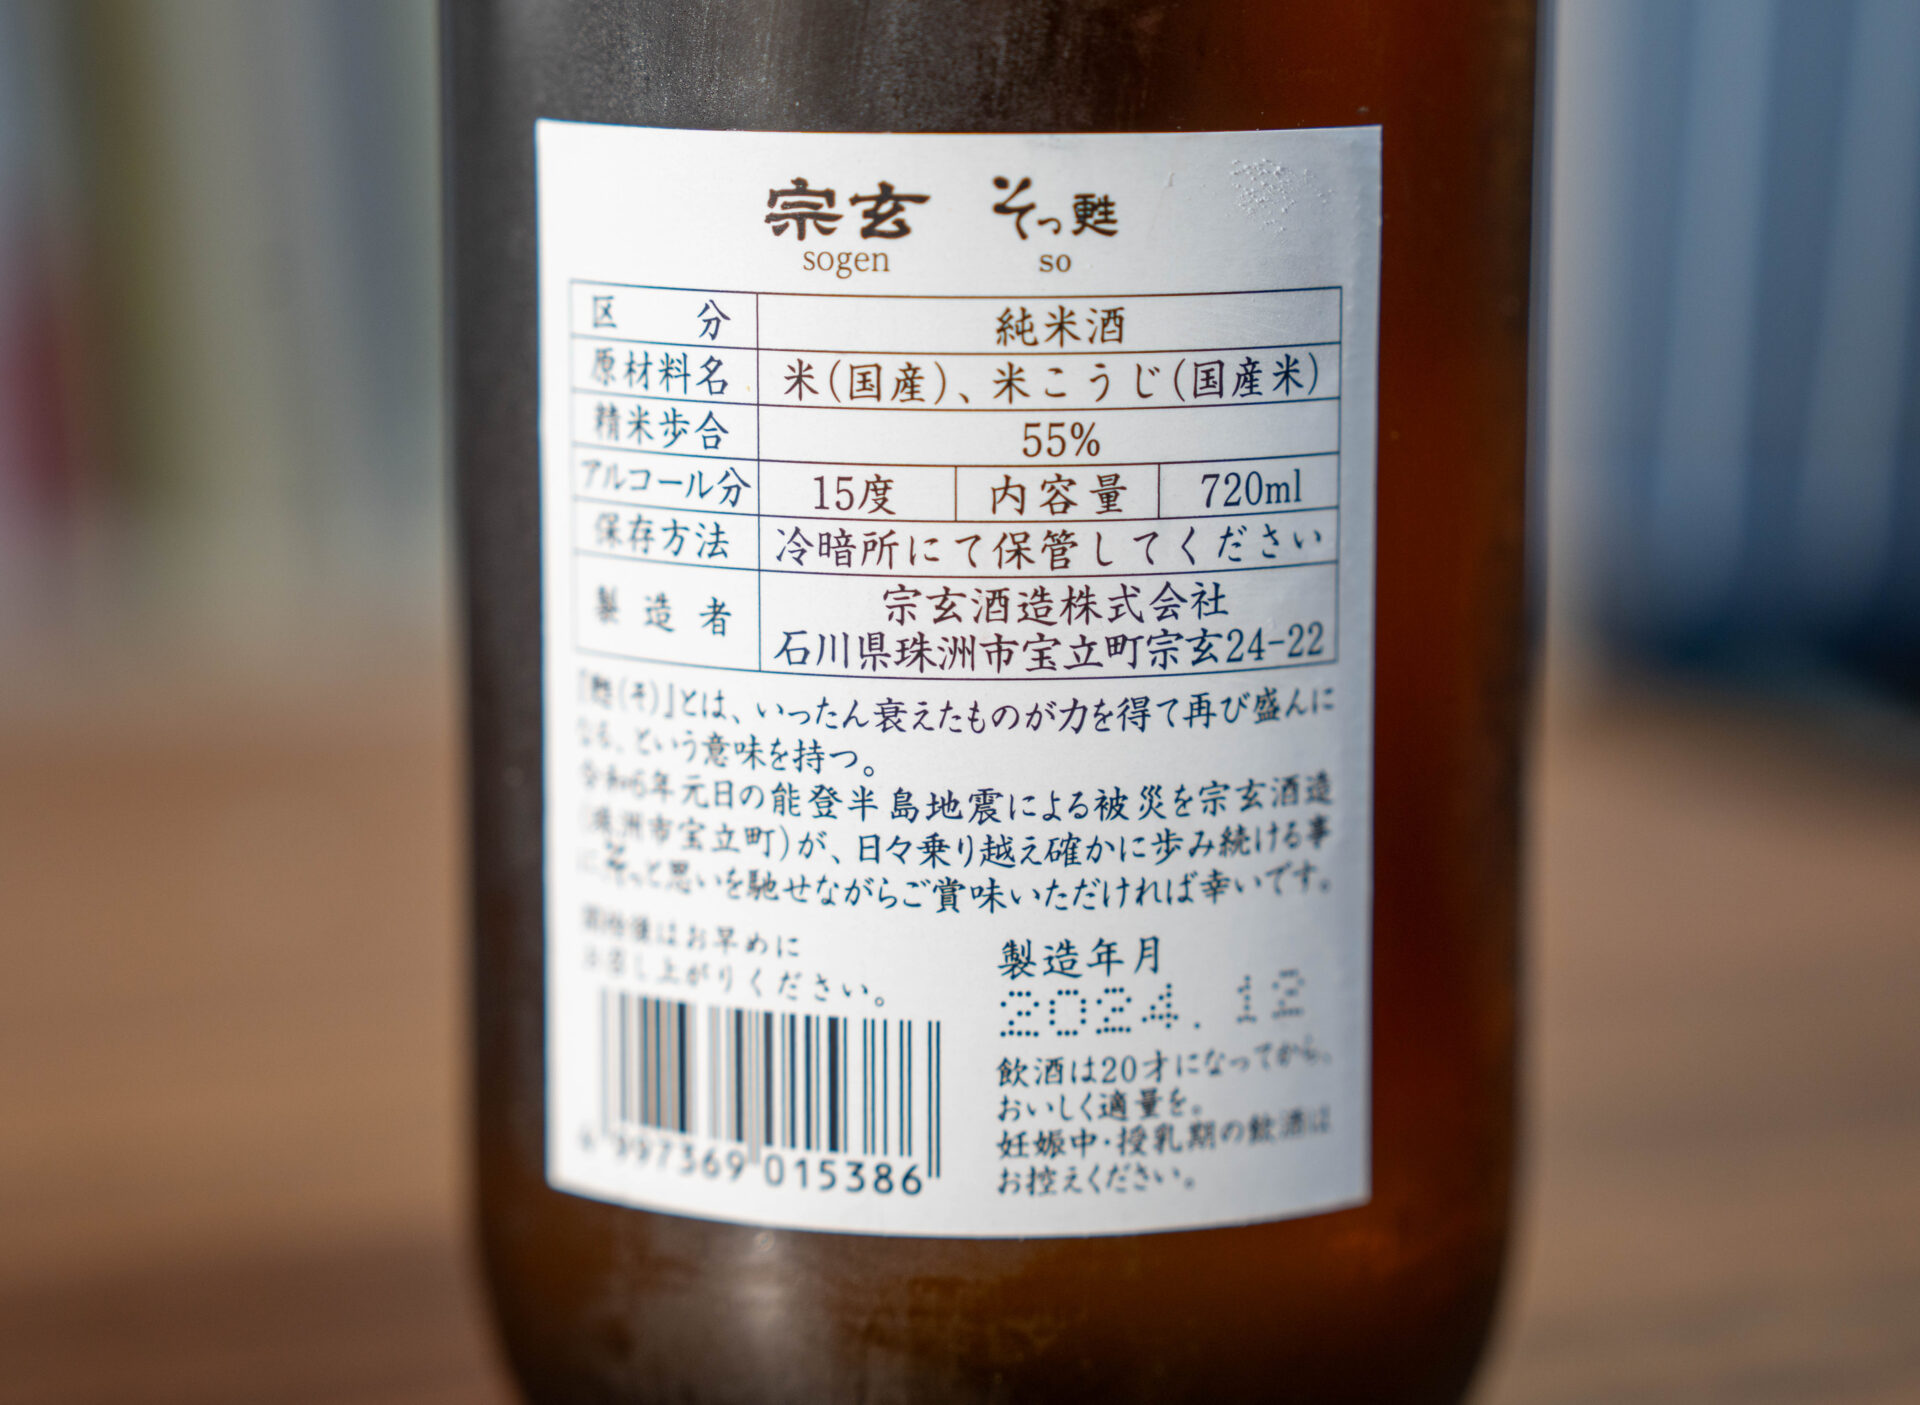 宗玄 そっ甦
sogen so
区 分 純米酒
原材料名 米(国産)、米こうじ(国産米)
精米歩合 55%
アルコール分 15度 内容量 720ml
保存方法 冷暗所にて保管してください
製造者 宗玄酒造株式会社
石川県珠洲市宝立町宗玄24-22
「甦(そ)」とは、いったん衰えたものが力を得て再び盛んに
なる、という意味を持つ。
令和6年元日の能登半島地震による被災を宗玄酒造
(珠洲市宝立町)が、日々乗り越え確かに歩み続ける事
にそっと思いを馳せながらご賞味いただければ幸いです。
開栓後はお早めに
お召し上がりください。
製造年月
2024.12
飲酒は20才になってから、
おいしく適量を。
妊娠中・授乳期の飲酒は
お控えください。
997369 015386